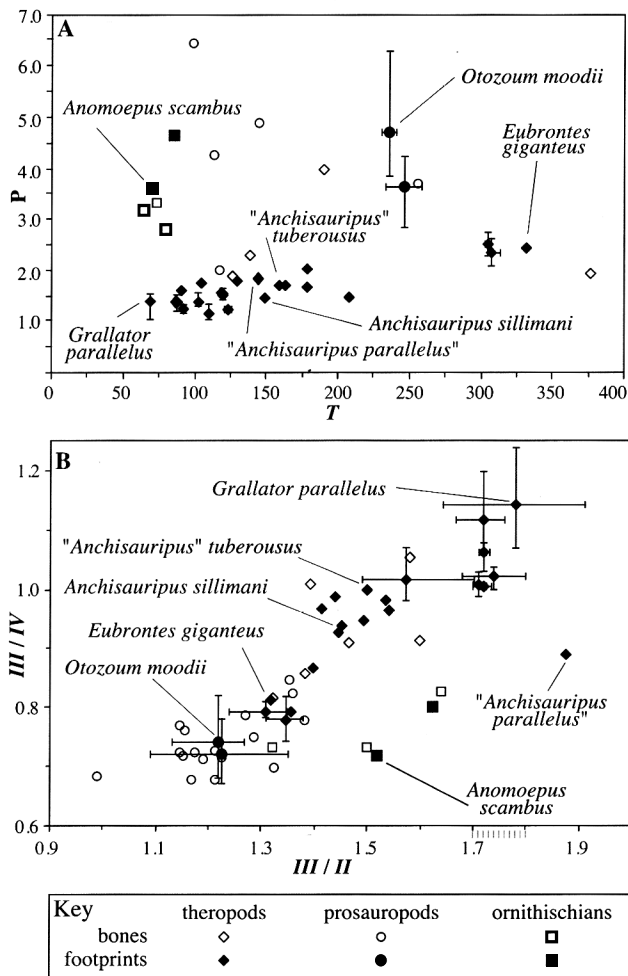 A
7.0
6.0
5.0
4.0
3.0
2.0
1.0
P
Otozoum moodii
Anomoepus scambus
Eubrontes
giganteus
"Anchisauripus"
tuberousus
Grallator
parallelus
Anchisauripus sillimani
"Anchisauripus parallelus"
0 50 100 150 200 250 300 350 400
T
B
1.2
1.0
0.8
0.6
III / IV
Grallator parallelus
"Anchisauripus" tuberousus
Anchisauripus sillimani
Eubrontes giganteus
Otozoum moodii
"Anchisauripus
parallelus"
Anomoepus
scambus
0.9 1.1 1.3 1.5 1.7 1.9
III / II
Key theropods prosauropods ornithischians
bones
footprints